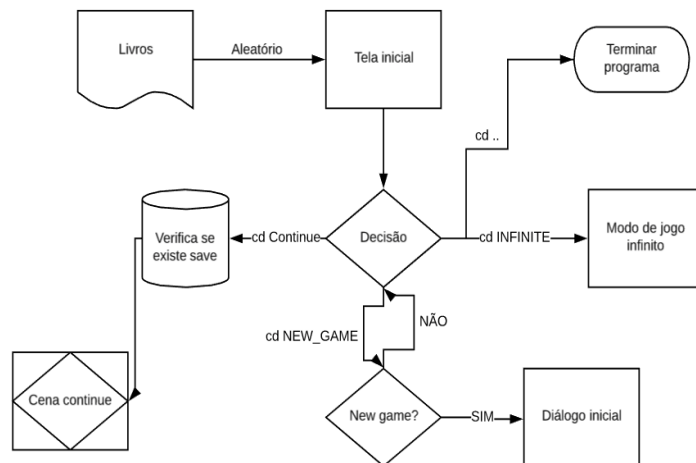 Livros
Aleatório
Tela inicial
Terminar
programa
cd ..
Verifica se
existe save
cd Continue
Decisão
cd INFINITE
Modo de jogo
infinito
cd NEW_GAME
NÃO
Cena continue
New game?
SIM
Diálogo inicial